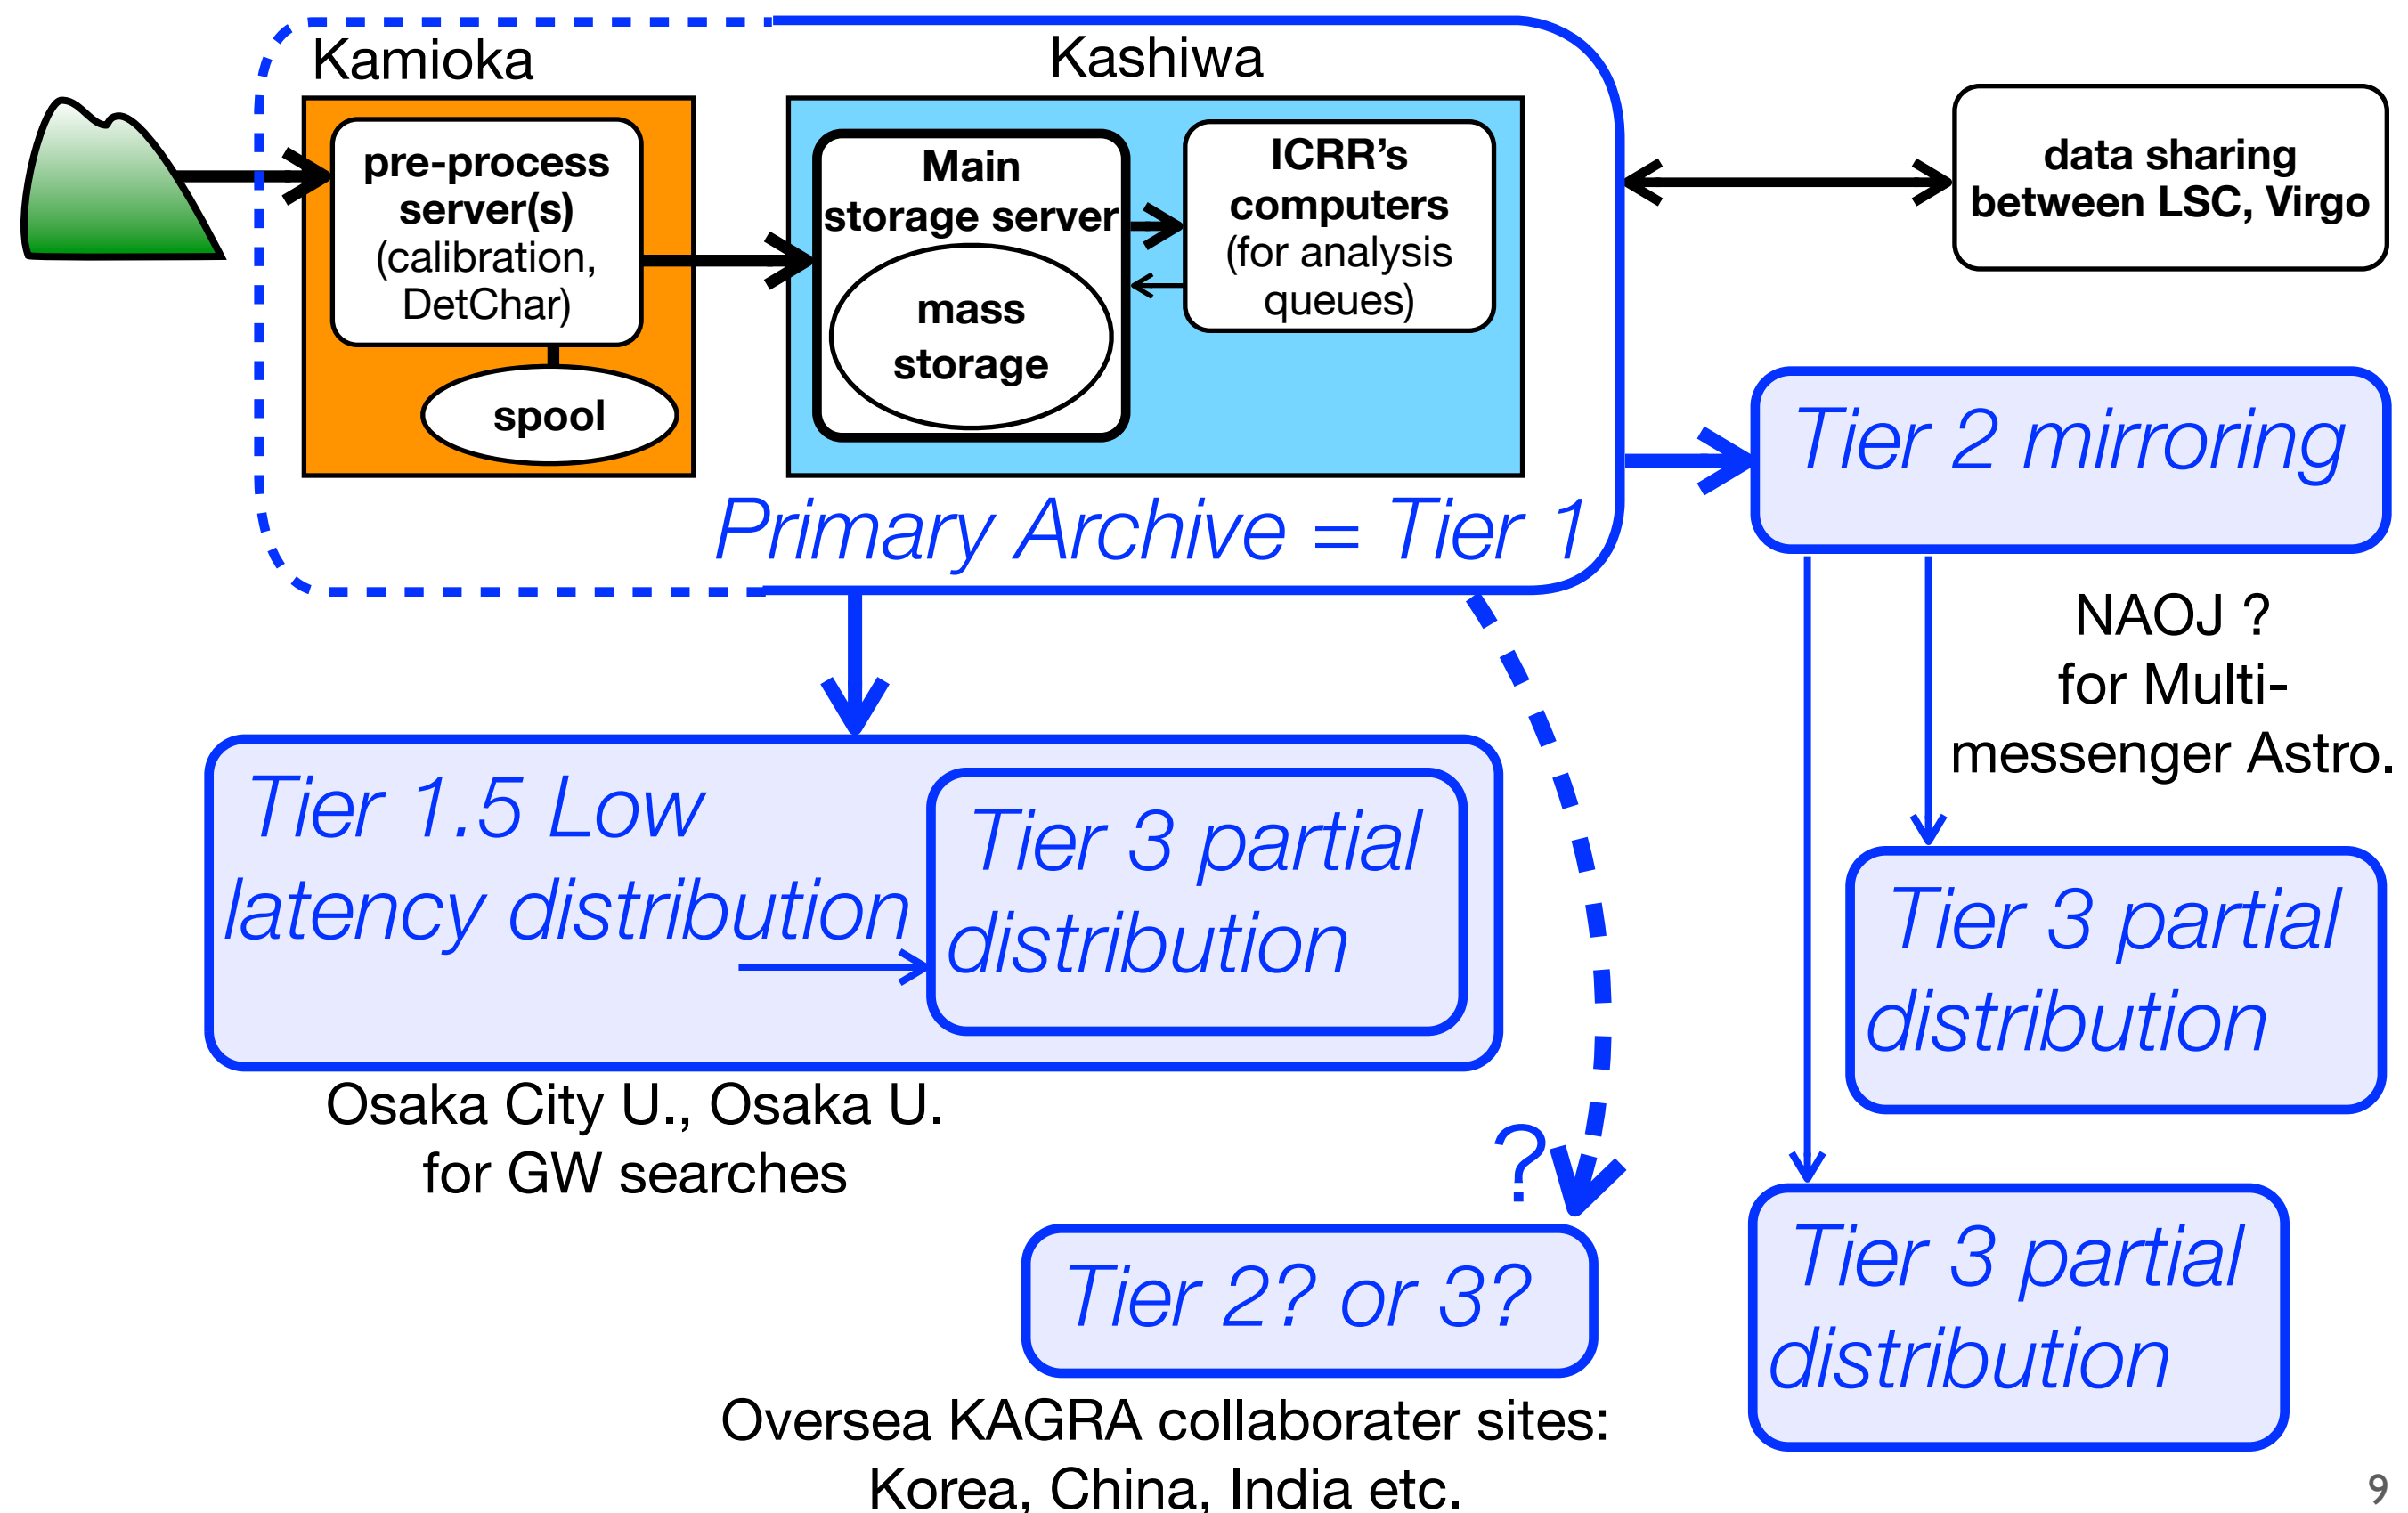 Kamioka
Kashiwa
pre-process
server(s)
(calibration,
DetChar)
spool
Main
storage server
mass
storage
ICRR's
computers
(for analysis
queues)
data sharing
between LSC, Virgo
Primary Archive = Tier 1
Tier 2 mirroring
NAOJ ?
for Multi-
messenger Astro.
Tier 1.5 Low
latency distribution
Tier 3 partial
distribution
Tier 3 partial
distribution
Osaka City U., Osaka U.
for GW searches
?
Tier 2? or 3?
Tier 3 partial
distribution
Oversea KAGRA collaborater sites:
Korea, China, India etc.
9